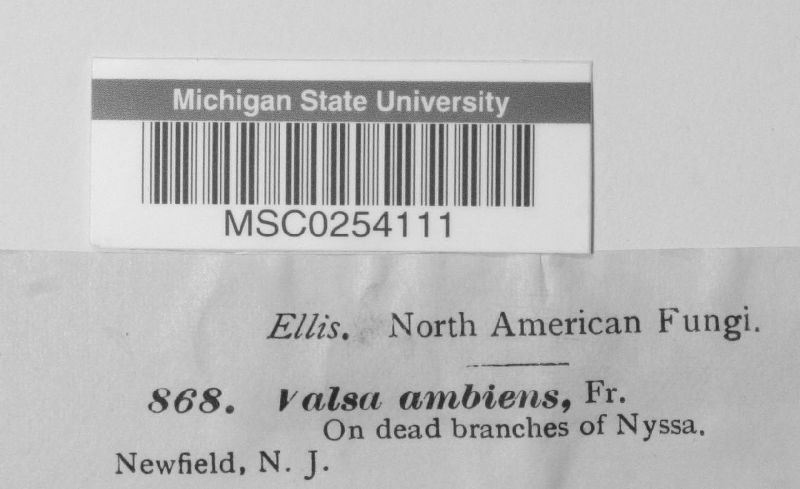 Michigan State University
MSC0254111
Ellis. North American Fungi.
868. Valsa ambiens, Fr.
On dead branches of Nyssa.
Newfield, N. J.